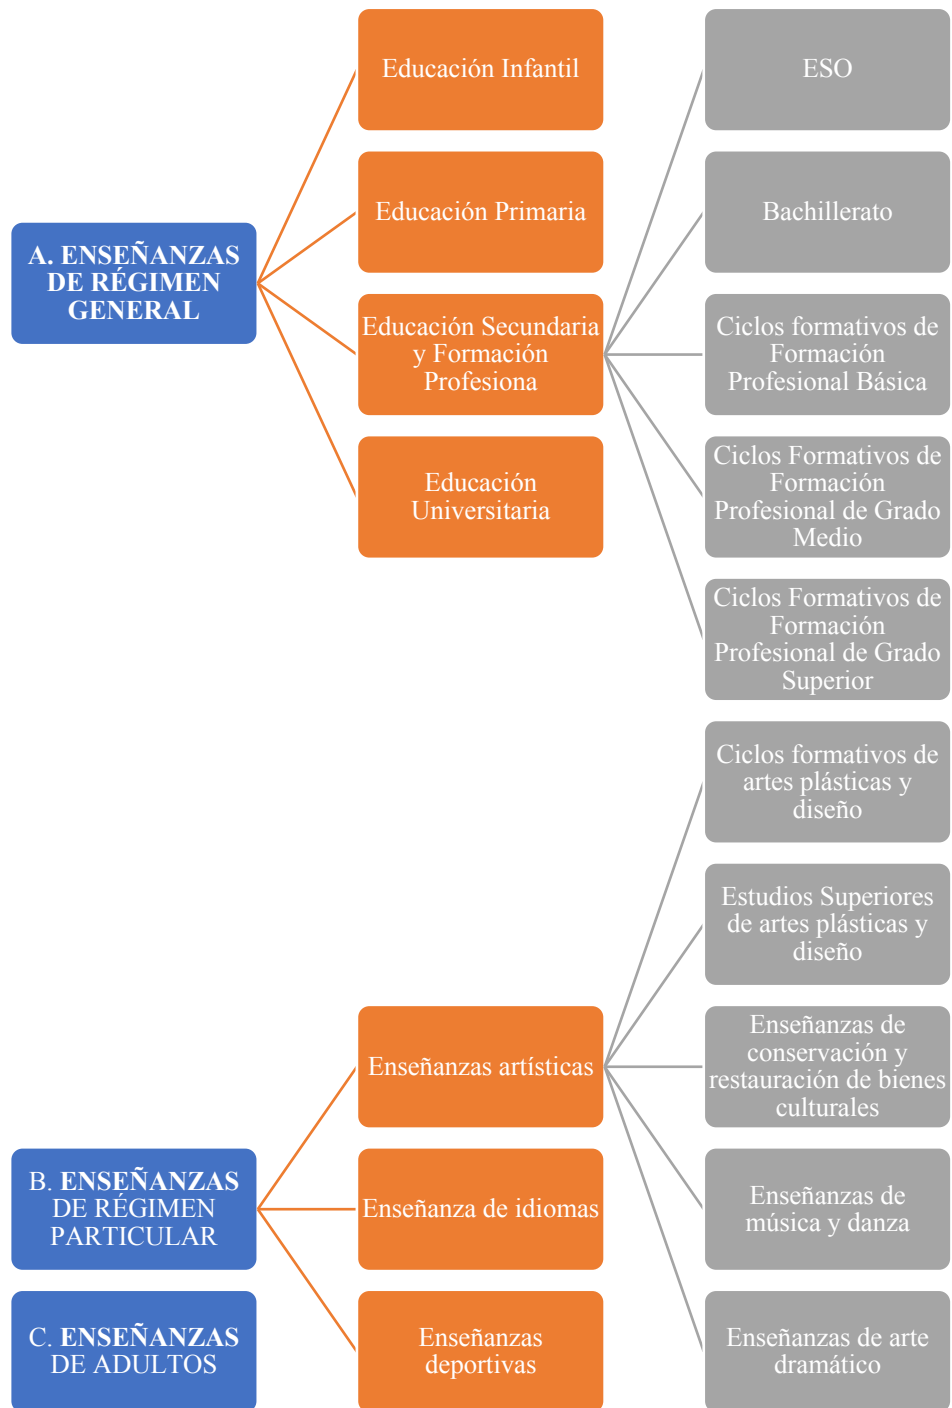 A. ENSEÑANZAS
DE RÉGIMEN
GENERAL
Educación Infantil
Educación Primaria
Educación Secundaria
y Formación
Profesiona
Educación
Universitaria
ESO
Bachillerato
Ciclos formativos de
Formación
Profesional Básica
Ciclos Formativos de
Formación
Profesional de Grado
Medio
Ciclos Formativos de
Formación
Profesional de Grado
Superior
B. ENSEÑANZAS
DE RÉGIMEN
PARTICULAR
Enseñanzas artísticas
Enseñanza de idiomas
Enseñanzas
deportivas
Ciclos formativos de
artes plásticas y
diseño
Estudios Superiores
de artes plásticas y
diseño
Enseñanzas de
conservación y
restauración de bienes
culturales
Enseñanzas de
música y danza
Enseñanzas de arte
dramático
C. ENSEÑANZAS
DE ADULTOS